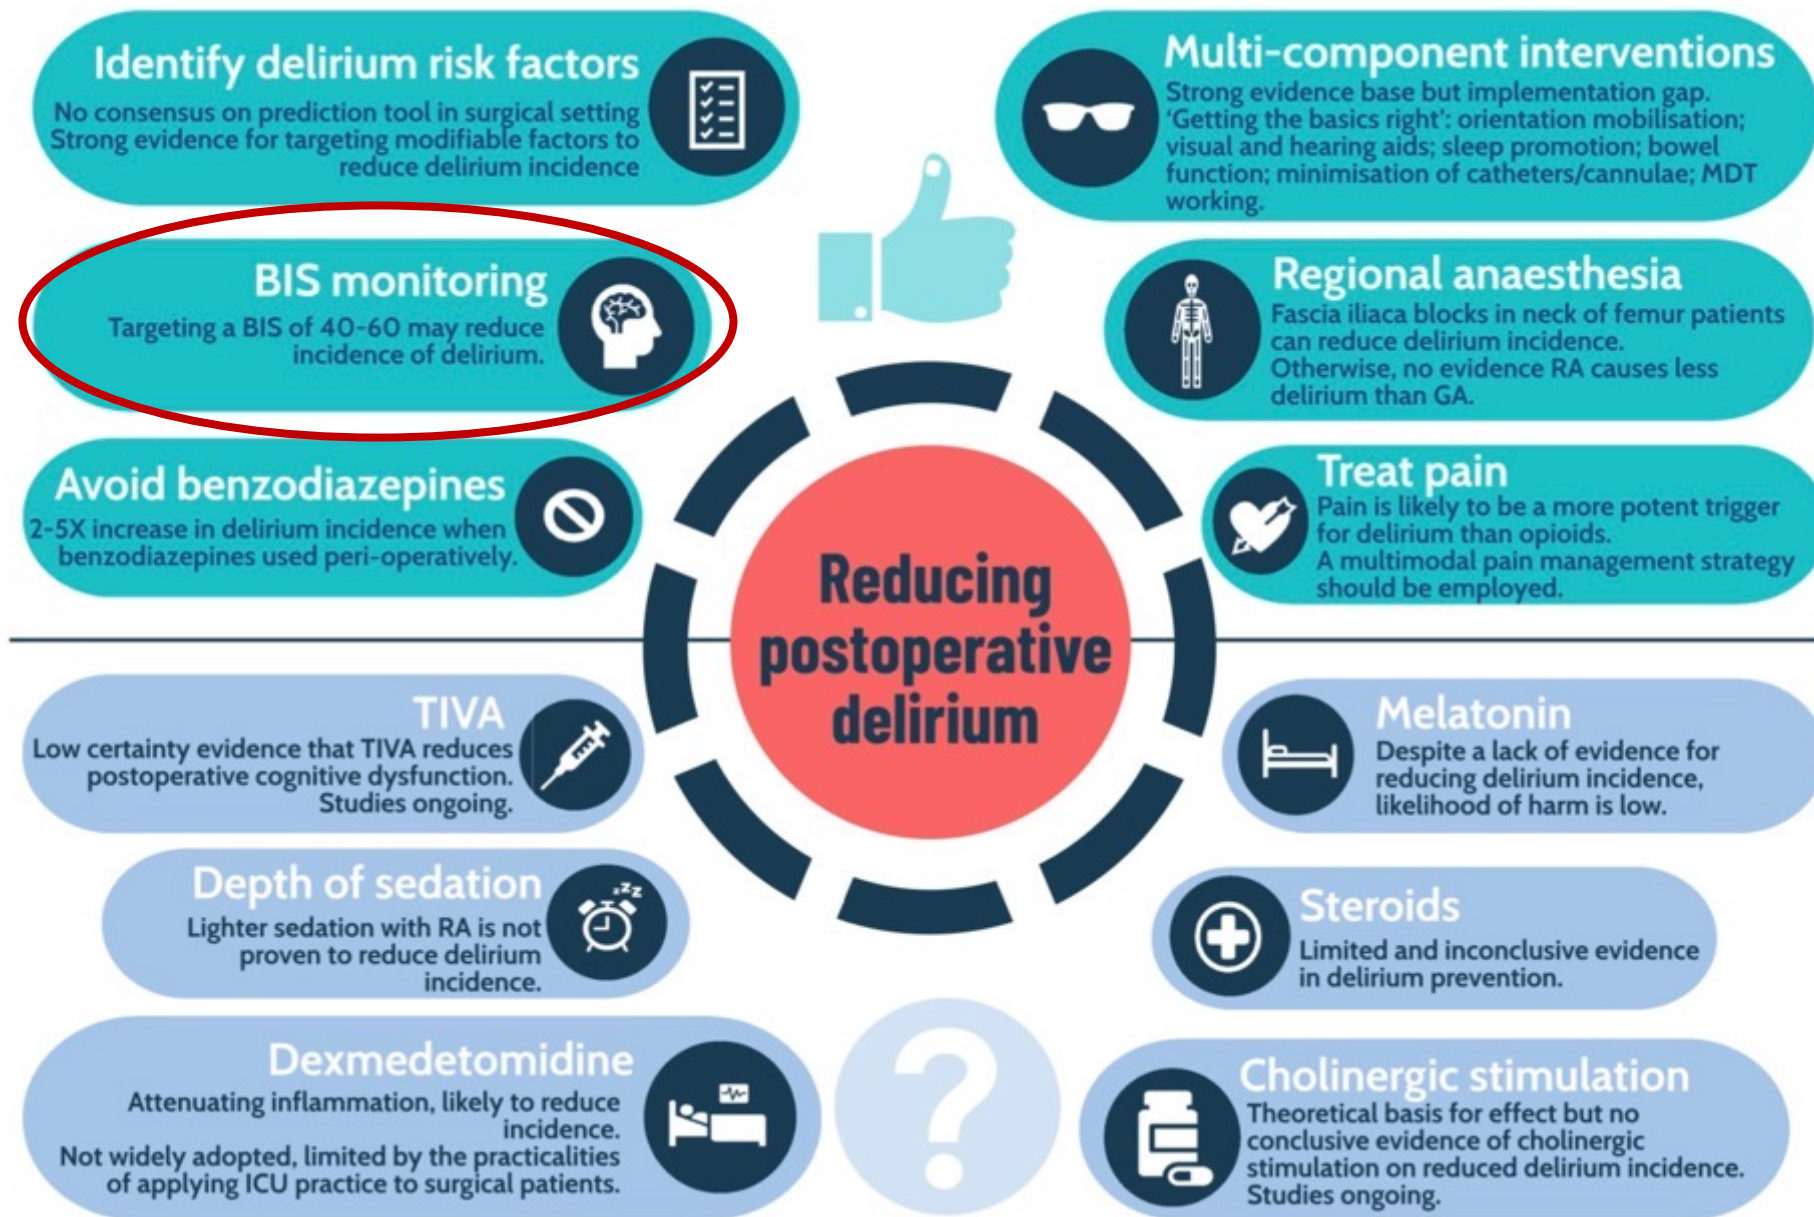 Identify delirium risk factors
No consensus on prediction tool in surgical setting
Strong evidence for targeting modifiable factors to
reduce delirium incidence
BIS monitoring
Targeting a BIS of 40-60 may reduce
incidence of delirium.
Avoid benzodiazepines
2-5X increase in delirium incidence when
benzodiazepines used peri-operatively.
Multi-component interventions
Strong evidence base but implementation gap.
'Getting the basics right': orientation mobilisation;
visual and hearing aids; sleep promotion; bowel
function; minimisation of catheters/cannulae; MDT
working.
Regional anaesthesia
Fascia iliaca blocks in neck of femur patients
can reduce delirium incidence.
Otherwise, no evidence RA causes less
delirium than GA.
Treat pain
Pain is likely to be a more potent trigger
for delirium than opioids.
A multimodal pain management strategy
should be employed.
Reducing
postoperative
delirium
TIVA
Low certainty evidence that TIVA reduces
postoperative cognitive dysfunction.
Studies ongoing.
Depth of sedation
Lighter sedation with RA is not
proven to reduce delirium
incidence.
zzz
Dexmedetomidine
Attenuating inflammation, likely to reduce
incidence.
Not widely adopted, limited by the practicalities
of applying ICU practice to surgical patients.
Melatonin
Despite a lack of evidence for
reducing delirium incidence,
likelihood of harm is low.
Steroids
Limited and inconclusive evidence
in delirium prevention.
Cholinergic stimulation
Theoretical basis for effect but no
conclusive evidence of cholinergic
stimulation on reduced delirium incidence.
Studies ongoing.
?